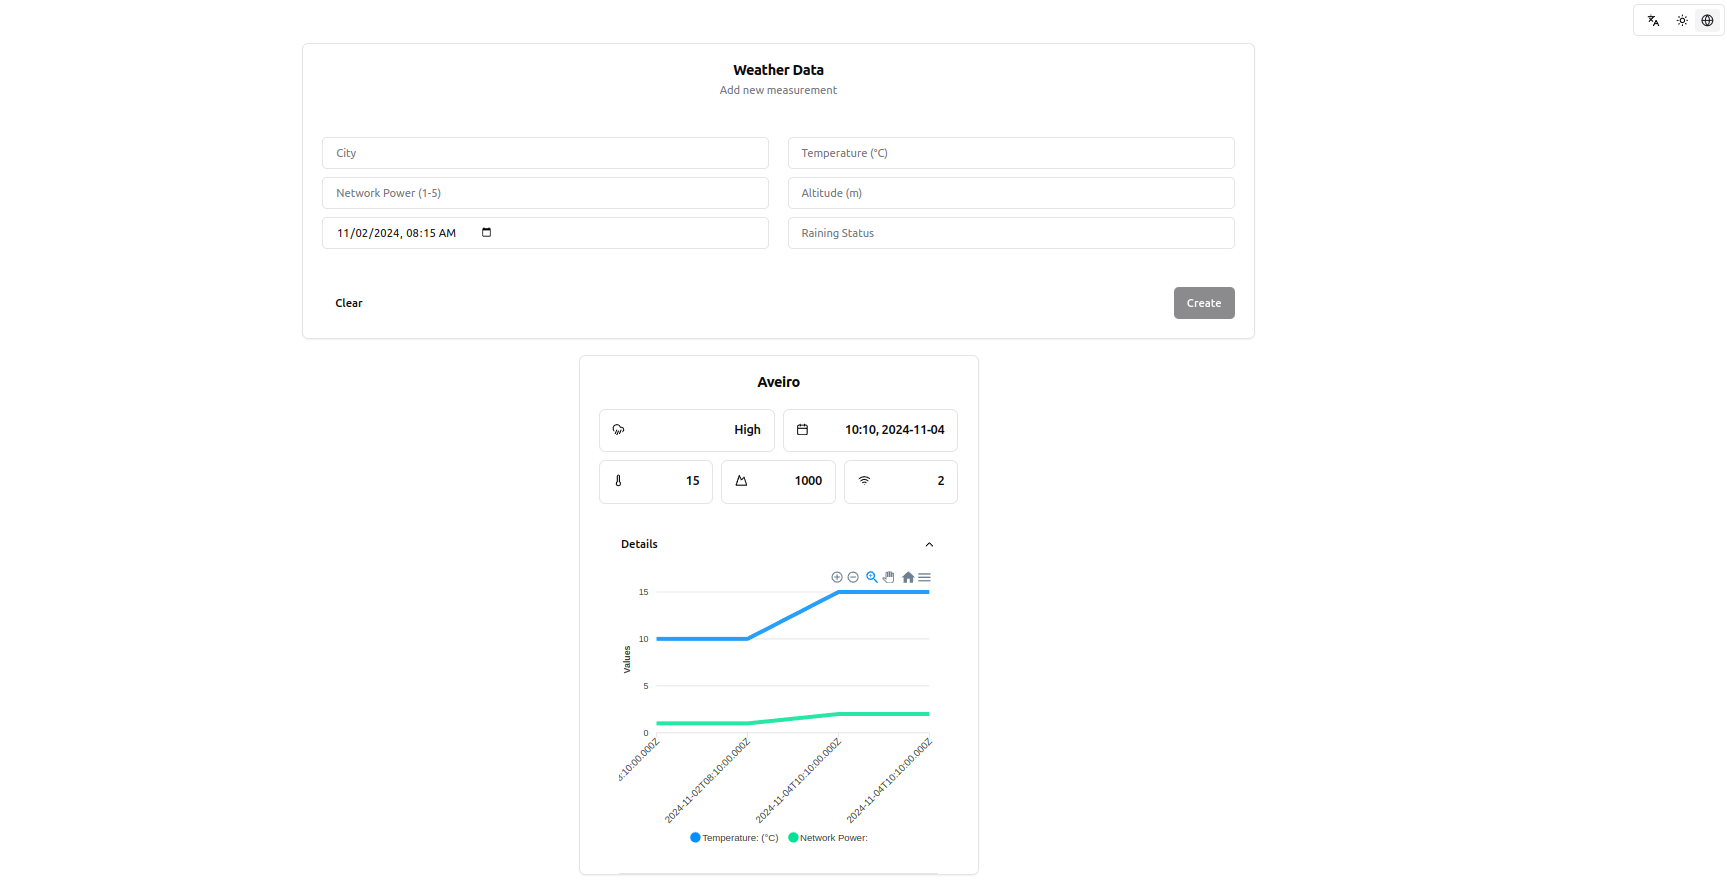 Weather Data
Add new measurement
City
Temperature (°C)
Network Power (1-5)
Altitude (m)
11/02/2024, 08:15 AM
Raining Status
Clear
Create
Aveiro
High
10:10, 2024-11-04
15
1000
2
Details
15
10
5
0
Values
:10:00.000Z
2024-11-02T08:10:00.000Z
2024-11-04T10:10:00.000Z
2024-11-04T10:10:00.000Z
Temperature: (°C)
Network Power: